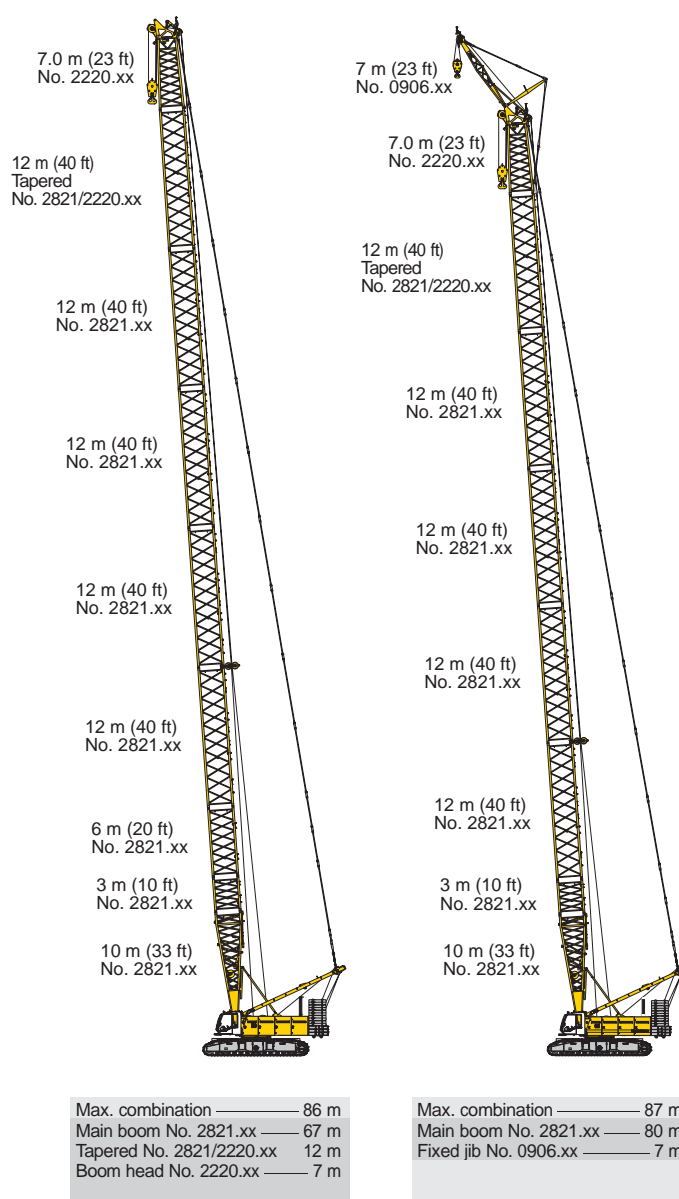 7.0 m (23 ft)
No. 2220.xx
12 m (40 ft)
Tapered
No. 2821/2220.xx
12 m (40 ft)
No. 2821.xx
12 m (40 ft)
No. 2821.xx
12 m (40 ft)
No. 2821.xx
12 m (40 ft)
No. 2821.xx
6 m (20 ft)
No. 2821.xx
3 m (10 ft)
No. 2821.xx
10 m (33 ft)
No. 2821.xx
Max. combination 86 m
Main boom No. 2821.xx 67 m
Tapered No. 2821/2220.xx 12 m
Boom head No. 2220.xx 7 m
7 m (23 ft)
No. 0906.xx
7.0 m (23 ft)
No. 2220.xx
12 m (40 ft)
Tapered
No. 2821/2220.xx
12 m (40 ft)
No. 2821.xx
12 m (40 ft)
No. 2821.xx
12 m (40 ft)
No. 2821.xx
12 m (40 ft)
No. 2821.xx
3 m (10 ft)
No. 2821.xx
10 m (33 ft)
No. 2821.xx
Max. combination 87 m
Main boom No. 2821.xx 80 m
Fixed jib No. 0906.xx 7 m